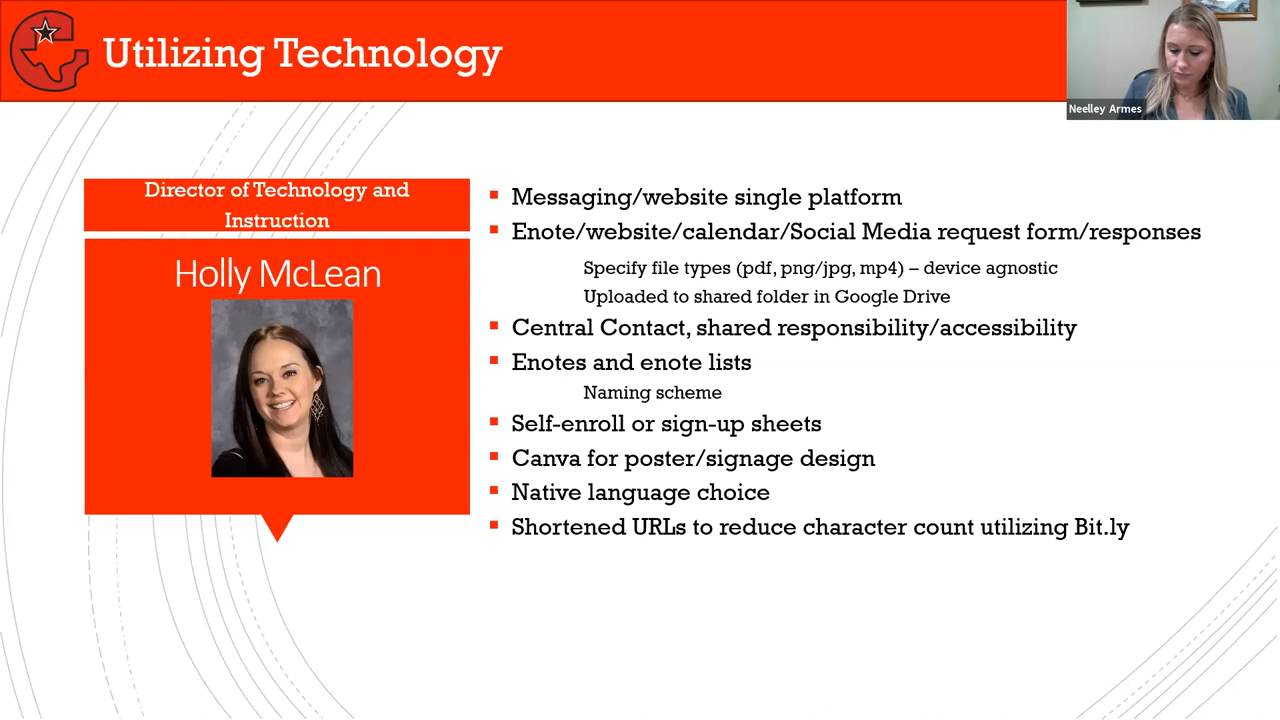 Utilizing Technology
Neelley Armes
Director of Technology and
Instruction
Holly McLean
Messaging/website single platform
Enote/website/calendar/Social Media request form/responses
Specify file types (pdf, png/jpg, mp4) – device agnostic
Uploaded to shared folder in Google Drive
Central Contact, shared responsibility/accessibility
Enotes and enote lists
Naming scheme
Self-enroll or sign-up sheets
Canva for poster/signage design
Native language choice
Shortened URLs to reduce character count utilizing Bit.ly